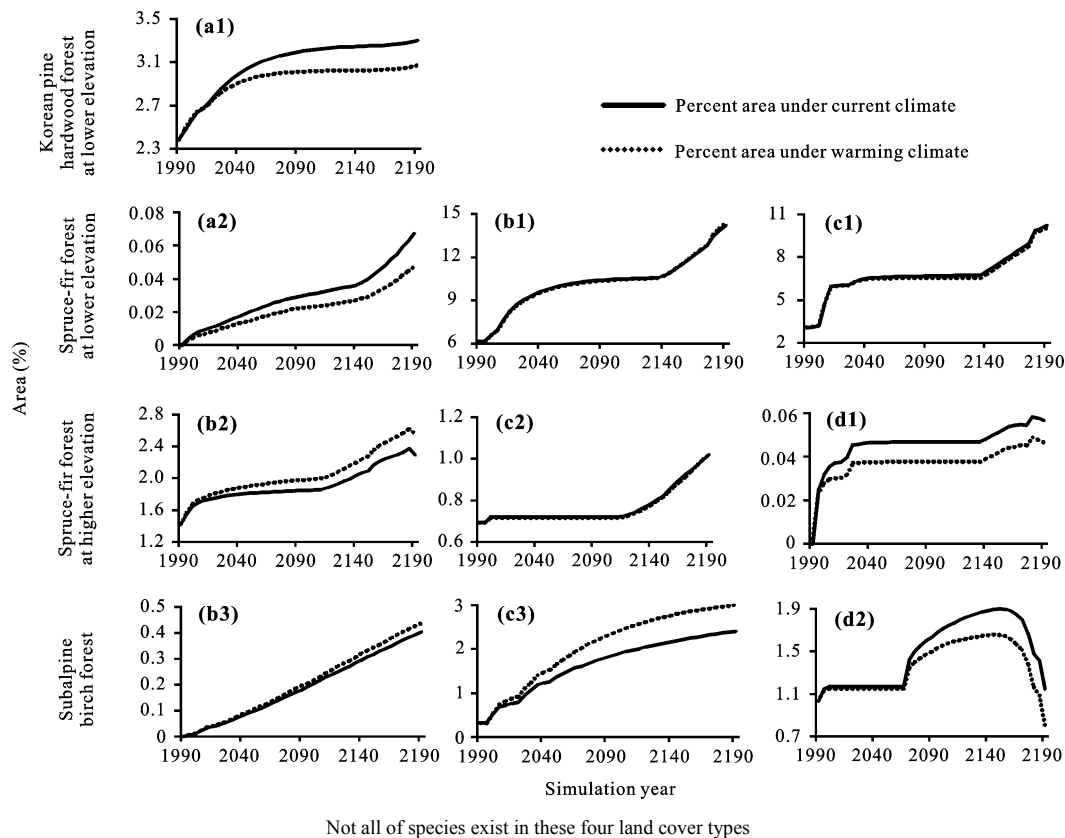 (a1)
3.5
3.1
2.7
2.3
1990 2040 2090 2140 2190
Korean pine
hardwood forest
at lower elevation
Percent area under current climate
Percent area under warming climate
Area (%)
Spruce-fir forest
at lower elevation
(a2)
0.08
0.06
0.04
0.02
0
1990 2040 2090 2140 2190
(b1)
15
12
9
6
1990 2040 2090 2140 2190
(c1)
11
8
5
2
1990 2040 2090 2140 2190
Spruce-fir forest
at higher elevation
(b2)
2.8
2.4
2.0
1.6
1.2
1990 2040 2090 2140 2190
(c2)
1.2
1.0
0.8
0.6
1990 2040 2090 2140 2190
(d1)
0.06
0.04
0.02
0
1990 2040 2090 2140 2190
Subalpine
birch forest
(b3)
0.5
0.4
0.3
0.2
0.1
0
1990 2040 2090 2140 2190
(c3)
3
2
1
0
1990 2040 2090 2140 2190
(d2)
1.9
1.5
1.1
0.7
1990 2040 2090 2140 2190
Simulation year
Not all of species exist in these four land cover types